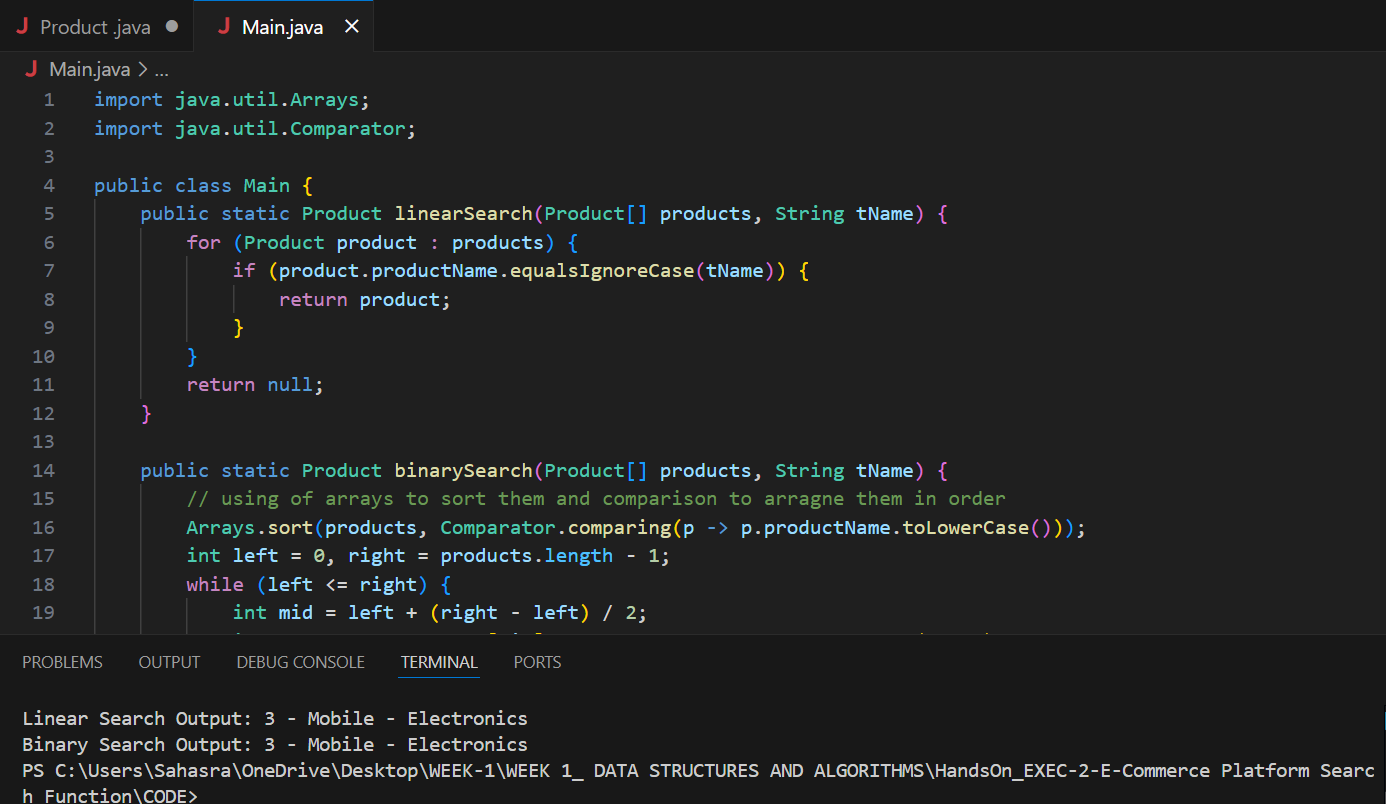 J Product .java ●
J Main.java ×
J Main.java > ...
1 import java.util.Arrays;
2 import java.util.Comparator;
3
4 public class Main {
5     public static Product linearSearch(Product[] products, String tName) {
6         for (Product product : products) {
7             if (product.productName.equalsIgnoreCase(tName)) {
8                 return product;
9             }
10         }
11         return null;
12     }
13
14     public static Product binarySearch(Product[] products, String tName) {
15         // using of arrays to sort them and comparison to arragne them in order
16         Arrays.sort(products, Comparator.comparing(p -> p.productName.toLowerCase()));
17         int left = 0, right = products.length - 1;
18         while (left <= right) {
19             int mid = left + (right - left) / 2;
PROBLEMS OUTPUT DEBUG CONSOLE TERMINAL PORTS
Linear Search Output: 3 - Mobile - Electronics
Binary Search Output: 3 - Mobile - Electronics
PS C:\Users\Sahasra\OneDrive\Desktop\WEEK-1\WEEK 1_ DATA STRUCTURES AND ALGORITHMS\HandsOn_EXEC-2-E-Commerce Platform Searc
h Function\CODE>